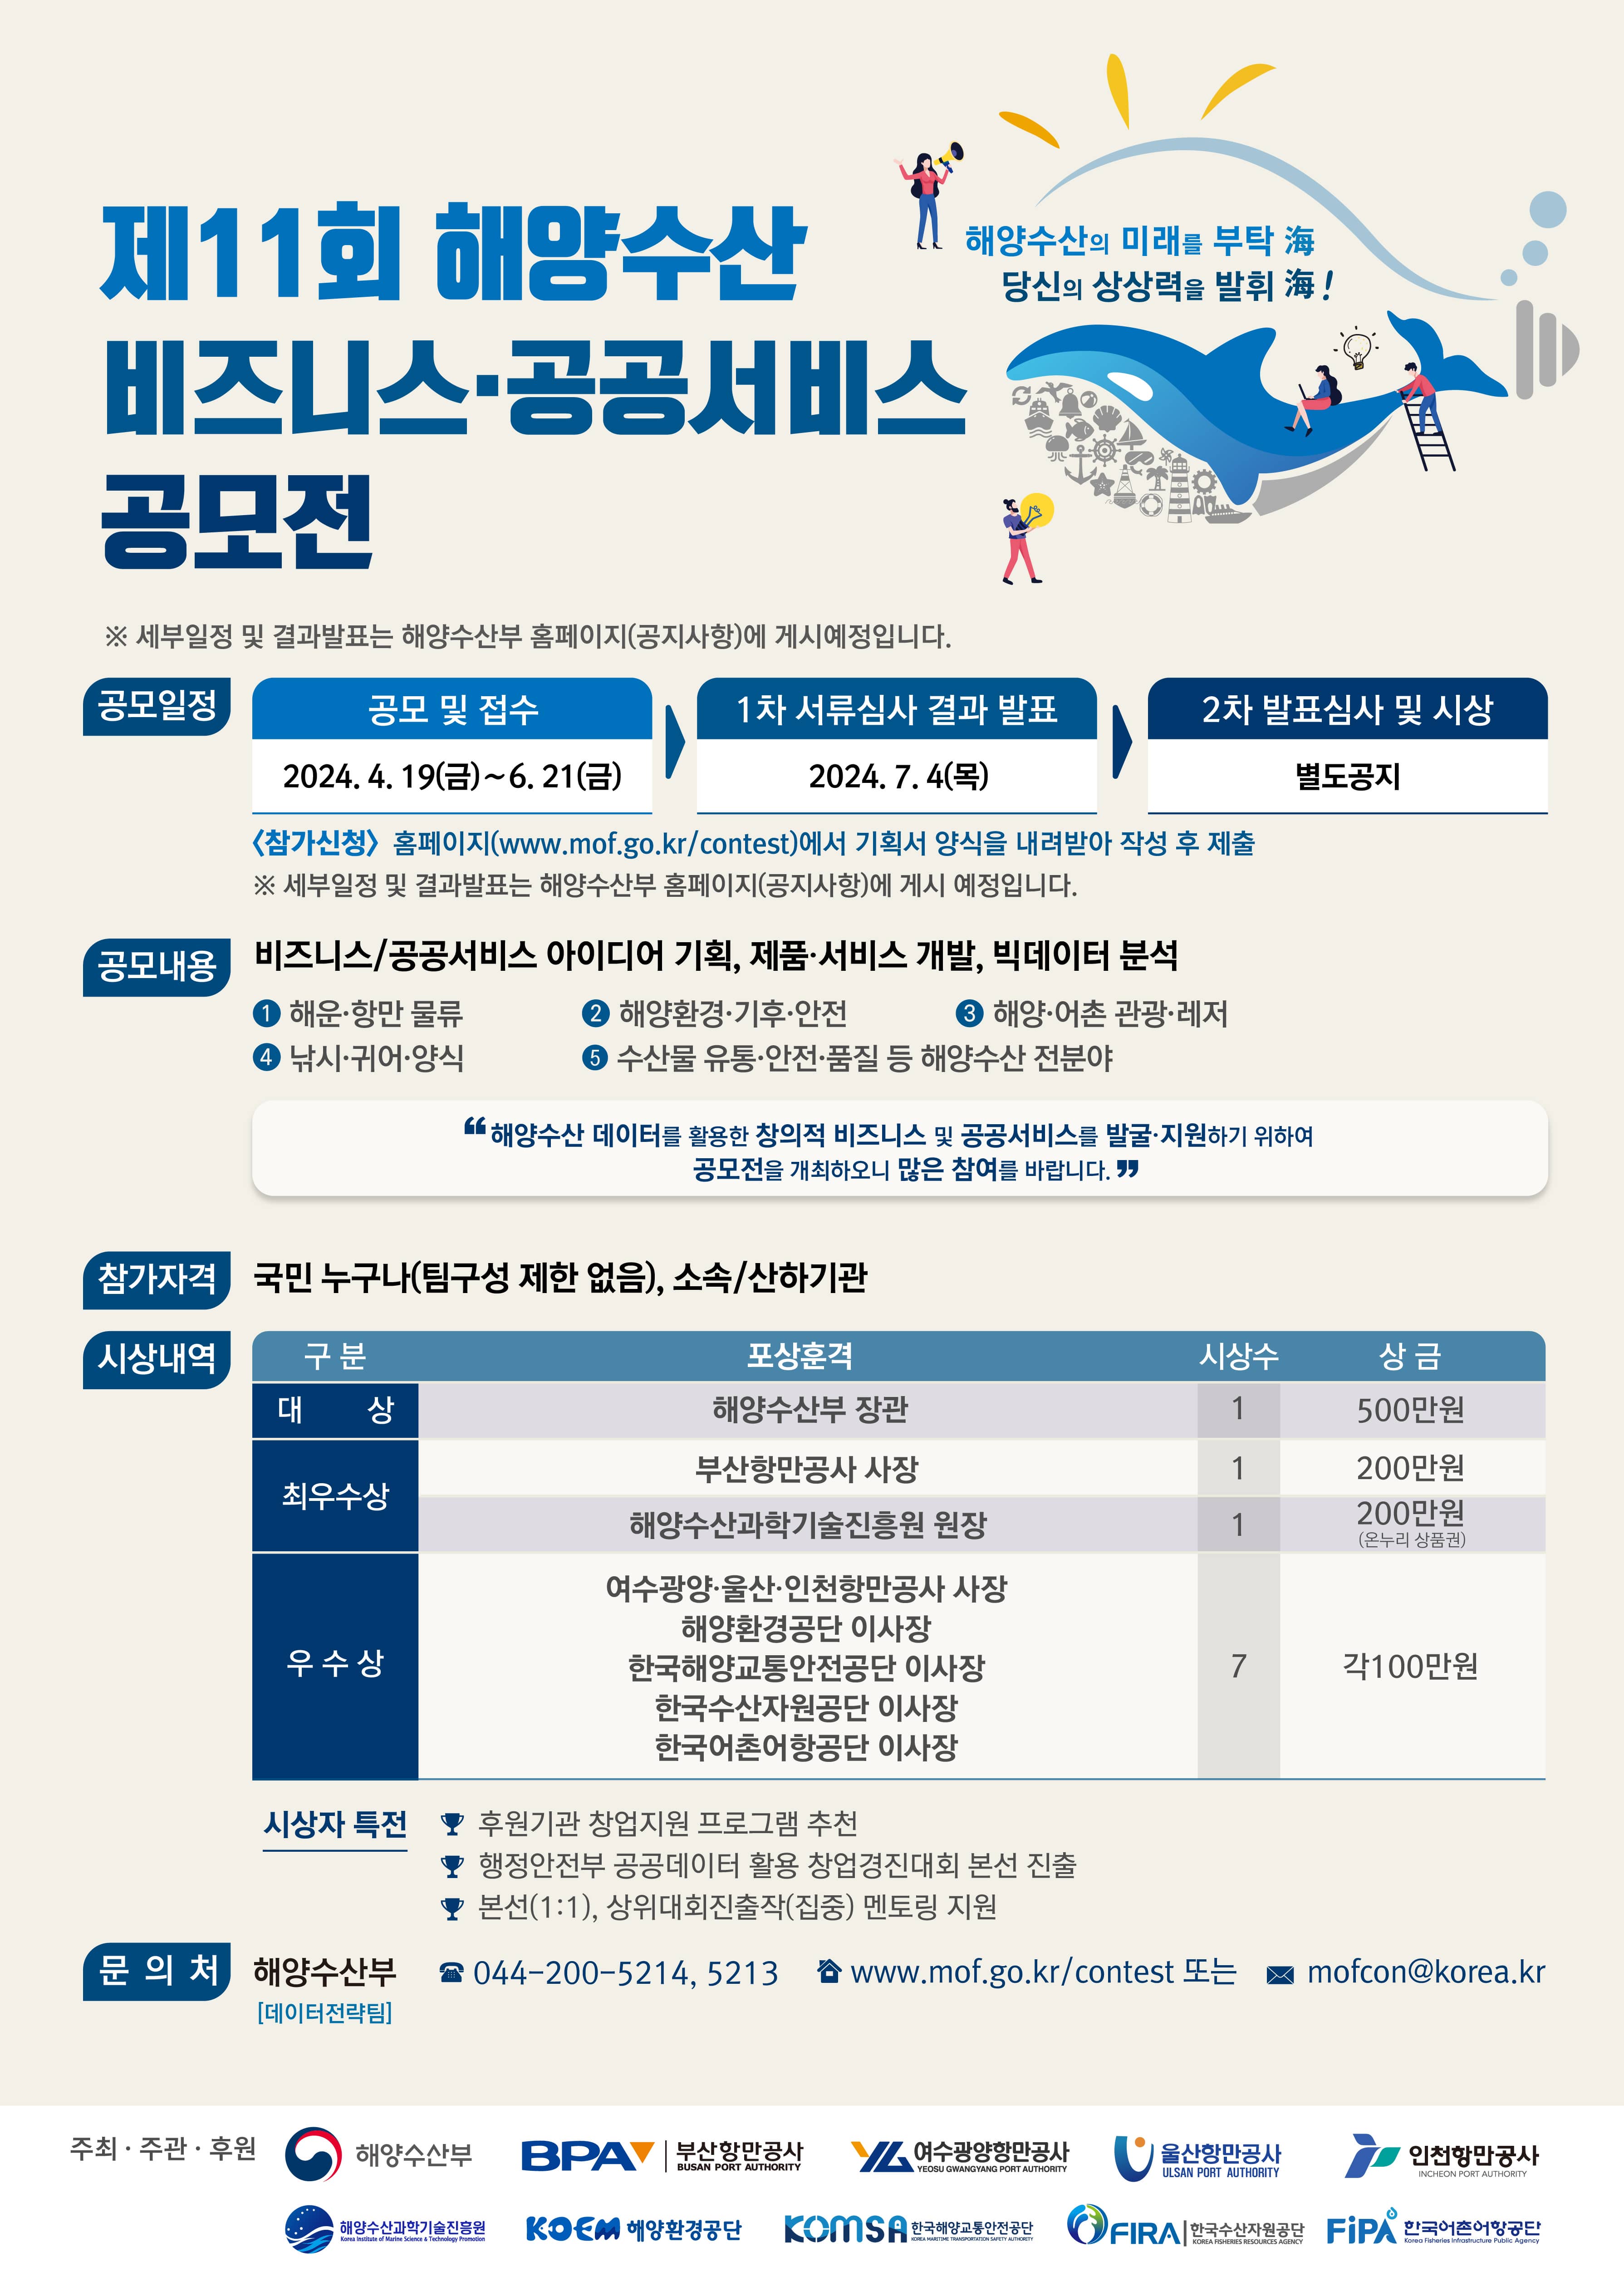 해양수산의 미래를 부탁 海
당신의 상상력을 발휘 海!
제11회 해양수산
비즈니스·공공서비스
공모전
※ 세부일정 및 결과발표는 해양수산부 홈페이지(공지사항)에 게시예정입니다.
공모일정
공모 및 접수
2024. 4. 19(금)~6. 21(금)
1차 서류심사 결과 발표
2024. 7. 4(목)
2차 발표심사 및 시상
별도공지
<참가신청> 홈페이지(www.mof.go.kr/contest)에서 기획서 양식을 내려받아 작성 후 제출
※ 세부일정 및 결과발표는 해양수산부 홈페이지(공지사항)에 게시 예정입니다.
공모내용
비즈니스/공공서비스 아이디어 기획, 제품·서비스 개발, 빅데이터 분석
1 해운·항만 물류 2 해양환경·기후·안전 3 해양·어촌 관광·레저
4 낚시·귀어·양식 5 수산물 유통·안전·품질 등 해양수산 전분야
“해양수산 데이터를 활용한 창의적 비즈니스 및 공공서비스를 발굴·지원하기 위하여
공모전을 개최하오니 많은 참여를 바랍니다.”
참가자격
국민 누구나(팀구성 제한 없음), 소속/산하기관
시상내역
구 분 포상훈격 시상수 상 금
대 상 해양수산부 장관 1 500만원
최우수상
부산항만공사 사장 1 200만원
해양수산과학기술진흥원 원장 1 200만원
(온누리 상품권)
우 수 상
여수광양·울산·인천항만공사 사장
해양환경공단 이사장
한국해양교통안전공단 이사장
한국수산자원공단 이사장
한국어촌어항공단 이사장
7
각100만원
시상자 특전
후원기관 창업지원 프로그램 추천
행정안전부 공공데이터 활용 창업경진대회 본선 진출
본선(1:1), 상위대회진출작(집중) 멘토링 지원
문 의 처
해양수산부
[데이터전략팀]
044-200-5214, 5213 www.mof.go.kr/contest 또는 mofcon@korea.kr
주최 · 주관 · 후원
해양수산부
BPA 부산항만공사
BUSAN PORT AUTHORITY
여수광양항만공사
YEOSU GWANGYANG PORT AUTHORITY
울산항만공사
ULSAN PORT AUTHORITY
인천항만공사
INCHEON PORT AUTHORITY
해양수산과학기술진흥원
Korea Institute of Marine Science & Technology Promotion
KOEM 해양환경공단
KOMSA 한국해양교통안전공단
KOREA MARITIME TRANSPORTATION SAFETY AUTHORITY
FIRA 한국수산자원공단
KOREA FISHERIES RESOURCES AGENCY
FiPA 한국어촌어항공단
Korea Fisheries Infrastructure Public Agency